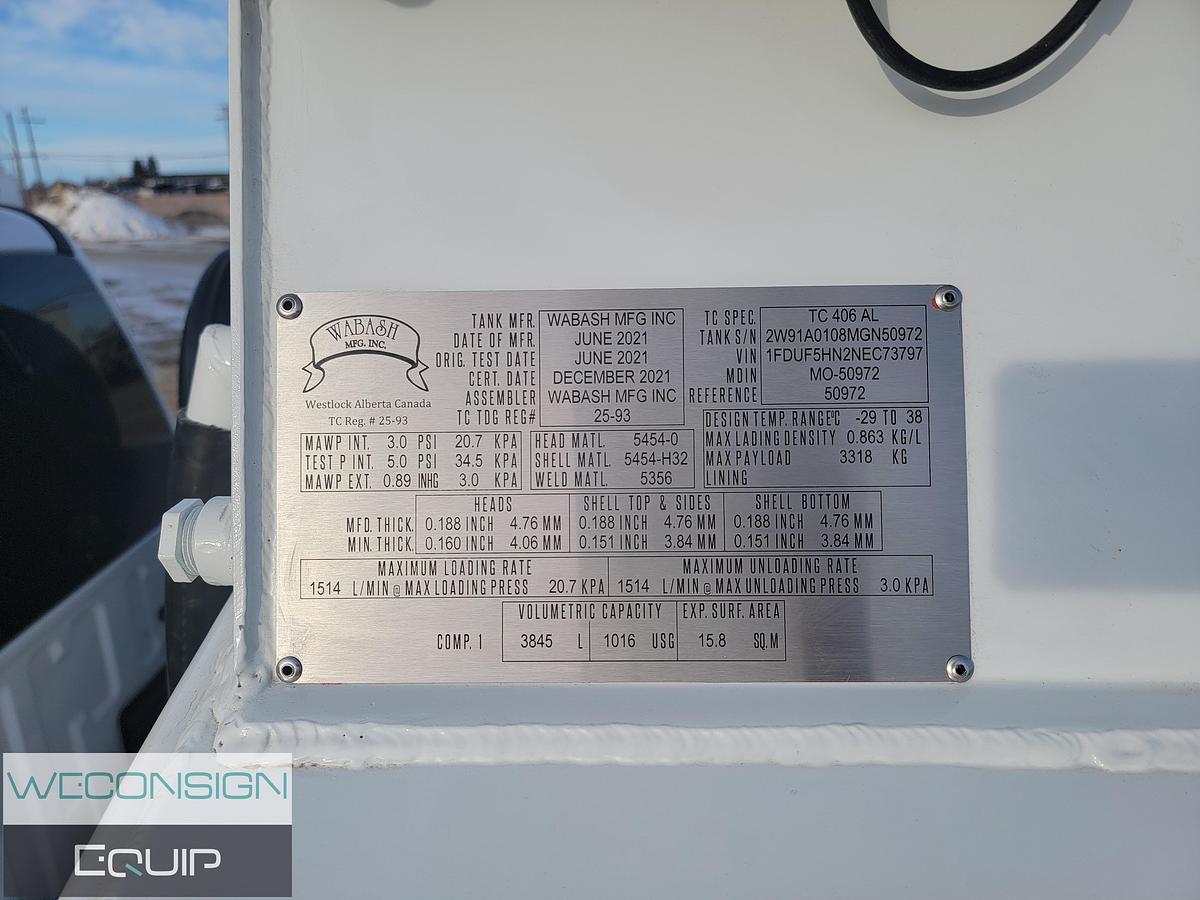 WABASH
MFG. INC.
Westlock Alberta Canada
TC Reg. # 25-93
TANK MFR. WABASH MFG INC
DATE OF MFR. JUNE 2021
ORIG. TEST DATE JUNE 2021
CERT. DATE DECEMBER 2021
ASSEMBLER WABASH MFG INC
TC TDG REG# 25-93
TC SPEC. TC 406 AL
TANK S/N 2W91A0108MGN50972
VIN 1FDUF5HN2NEC73797
MDIN MO-50972
REFERENCE 50972
MAWP INT. 3.0 PSI 20.7 KPA
TEST P INT. 5.0 PSI 34.5 KPA
MAWP EXT. 0.89 INHG 3.0 KPA
HEAD MATL. 5454-0
SHELL MATL. 5454-H32
WELD MATL. 5356
DESIGN TEMP. RANGE°C -29 TO 38
MAX LADING DENSITY 0.863 KG/L
MAX PAYLOAD 3318 KG
LINING
HEADS SHELL TOP & SIDES SHELL BOTTOM
MFD. THICK. 0.188 INCH 4.76 MM 0.188 INCH 4.76 MM 0.188 INCH 4.76 MM
MIN. THICK. 0.160 INCH 4.06 MM 0.151 INCH 3.84 MM 0.151 INCH 3.84 MM
MAXIMUM LOADING RATE MAXIMUM UNLOADING RATE
1514 L/MIN @ MAX LOADING PRESS 20.7 KPA 1514 L/MIN @ MAX UNLOADING PRESS 3.0 KPA
VOLUMETRIC CAPACITY EXP. SURF. AREA
COMP. 1 3845 L 1016 USG 15.8 SQ.M
WECONSIGN
EQUIP